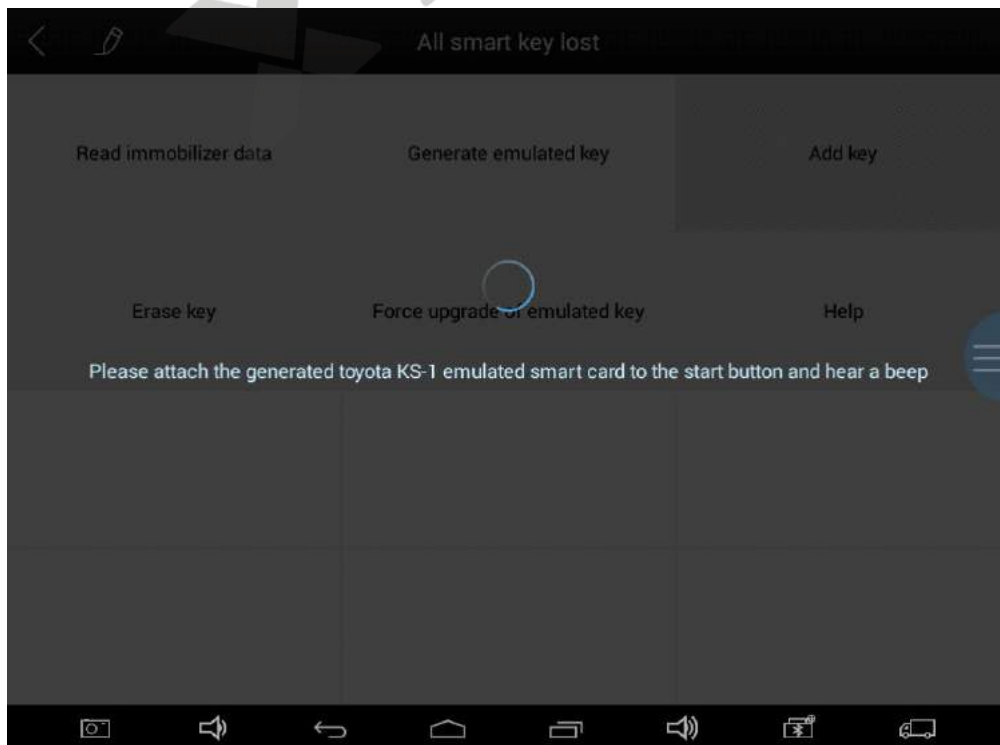 All smart key lost
Read immobilizer data
Generate emulated key
Add key
Erase key
Force upgrade of emulated key
Help
Please attach the generated toyota KS-1 emulated smart card to the start button and hear a beep